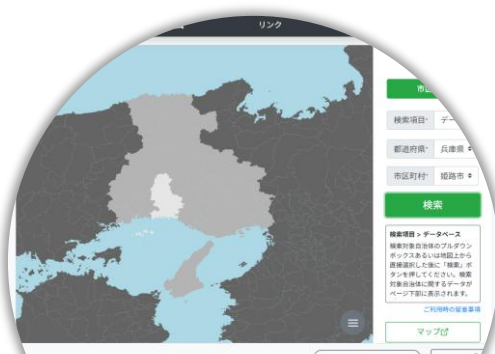 リンク
検索項目-
都道府県- 兵庫県
市区町村- 姫路市
検索
検索項目 > データベース
検索対象自治体のプルダウン
ボックスあるいは地図上から
直接選択した後に「検索」ボ
タンを押してください。検索
対象自治体に関するデータが
ページ下部に表示されます。
ご利用時の留意事項
マップ